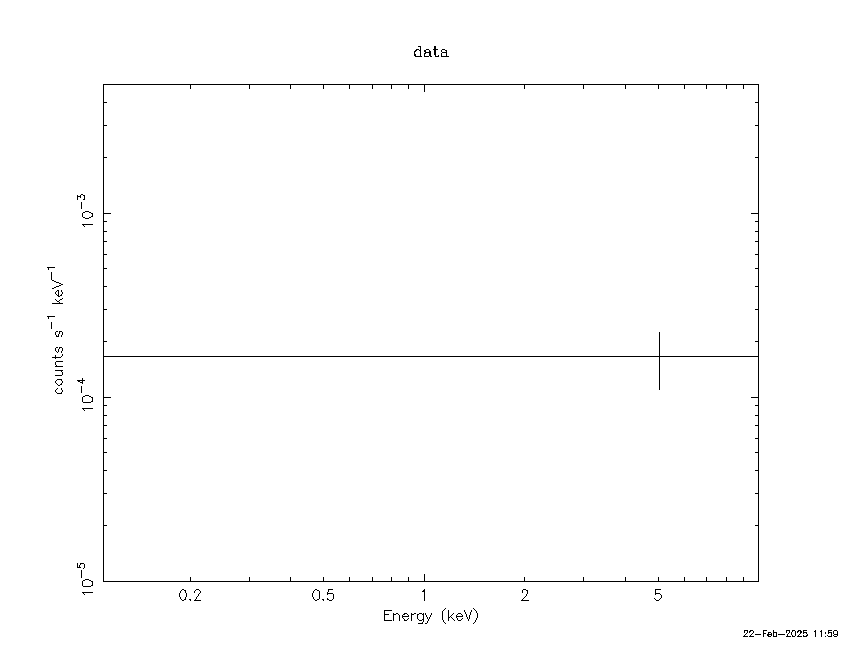 data
10⁻³
10⁻⁴
10⁻⁵
counts s⁻¹ keV⁻¹
0.2 0.5 1 2 5
Energy (keV)
22-Feb-2025 11:59